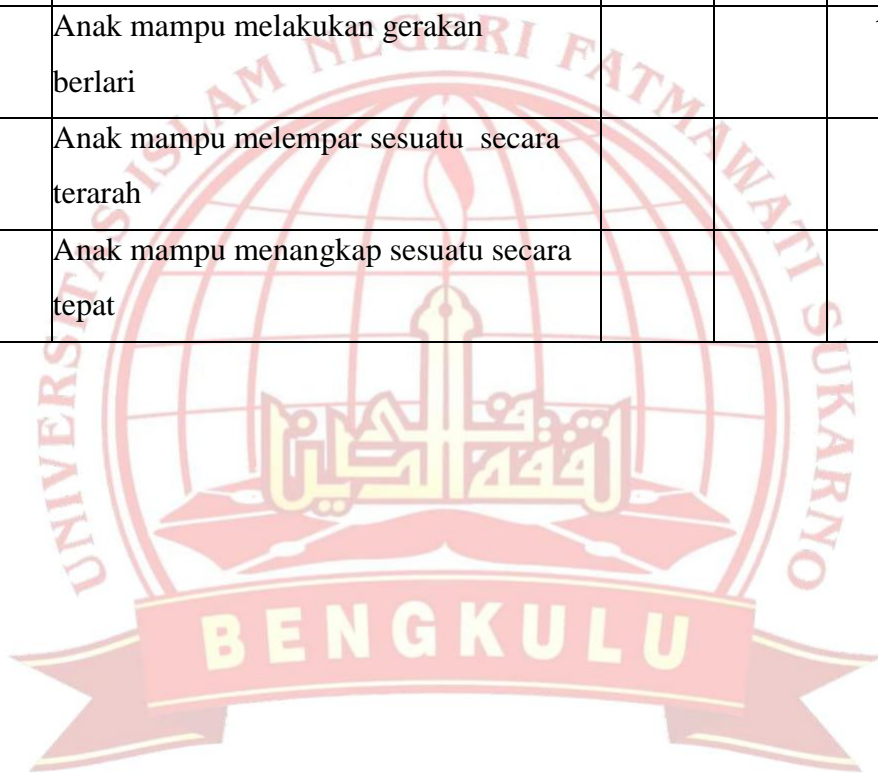 Anak mampu melakukan gerakan
berlari
Anak mampu melempar sesuatu secara
terarah
Anak mampu menangkap sesuatu secara
tepat
UNIVERSITAS ISLAM NEGERI FATMAWATI SUKARNO
BENGKULU